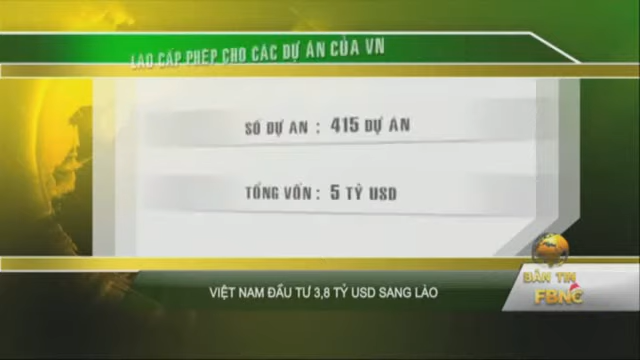 LÀO CẤP PHÉP CHO CÁC DỰ ÁN CỦA VN
SỐ DỰ ÁN : 415 DỰ ÁN
TỔNG VỐN : 5 TỶ USD
BẢN TIN
FBNC
VIỆT NAM ĐẦU TƯ 3,8 TỶ USD SANG LÀO